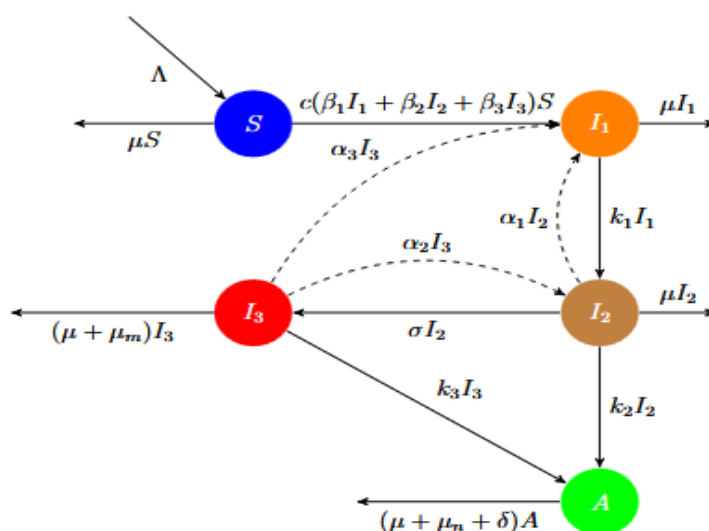 Λ
c(β₁I₁ + β₂I₂ + β₃I₃)S
S
I₁
μI₁
μS
α₃I₃
α₁I₂
k₁I₁
α₂I₃
I₃
I₂
μI₂
(μ + μₘ)I₃
σI₂
k₃I₃
k₂I₂
A
(μ + μₙ + δ)A